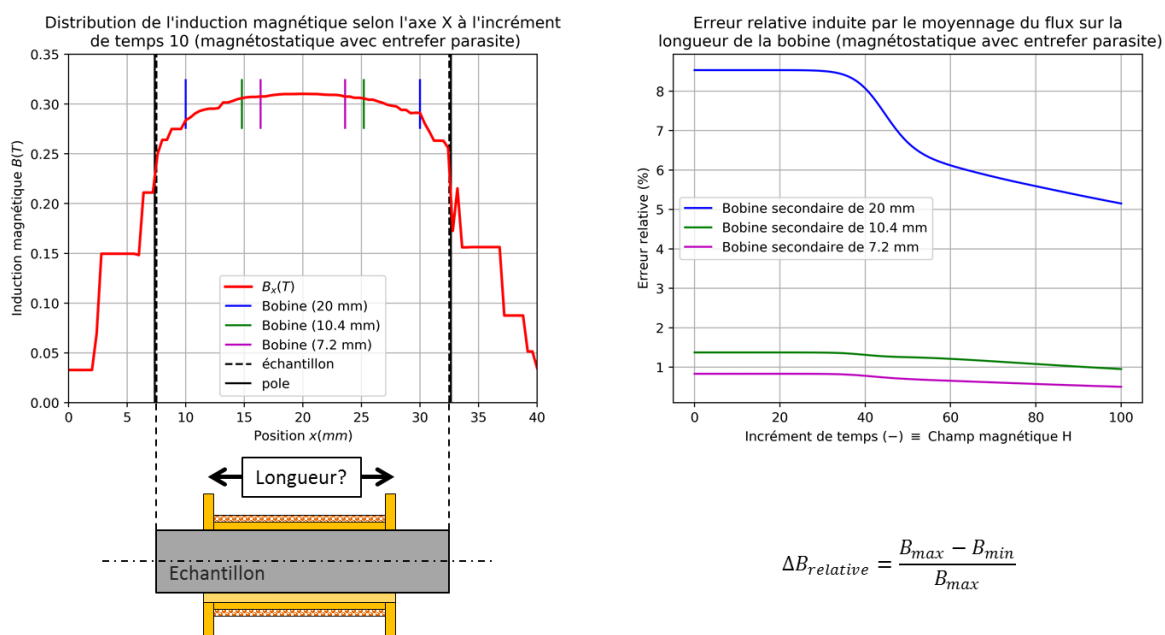 Distribution de l'induction magnétique selon l'axe X à l'incrément
de temps 10 (magnétostatique avec entrefer parasite)
Induction magnétique B(T)
0.35
0.30
0.25
0.20
0.15
0.10
0.05
0.00
0 5 10 15 20 25 30 35 40
Position x(mm)
Bₓ(T)
Bobine (20 mm)
Bobine (10.4 mm)
Bobine (7.2 mm)
échantillon
pole
Longueur?
Echantillon
Erreur relative induite par le moyennage du flux sur la
longueur de la bobine (magnétostatique avec entrefer parasite)
Erreur relative (%)
8
7
6
5
4
3
2
1
0 20 40 60 80 100
Incrément de temps (−) ≡ Champ magnétique H
Bobine secondaire de 20 mm
Bobine secondaire de 10.4 mm
Bobine secondaire de 7.2 mm
ΔB_relative = (B_max − B_min) / B_max